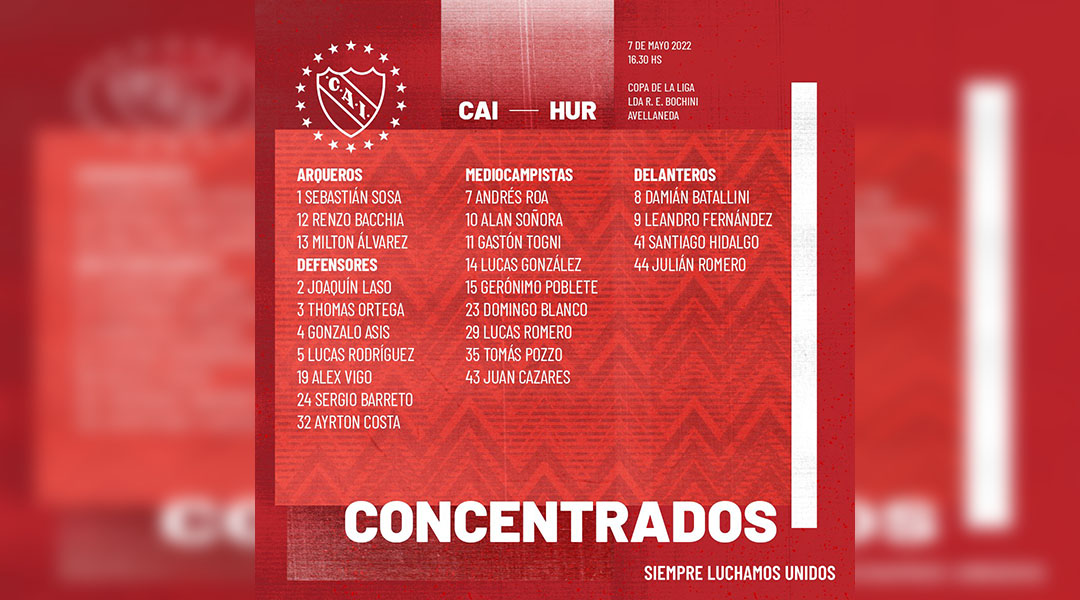 C.A.I.
7 DE MAYO 2022
16.30 HS
COPA DE LA LIGA
LDA R. E. BOCHINI
AVELLANEDA
CAI — HUR
ARQUEROS
1 SEBASTIÁN SOSA
12 RENZO BACCHIA
13 MILTON ÁLVAREZ
DEFENSORES
2 JOAQUÍN LASO
3 THOMAS ORTEGA
4 GONZALO ASIS
5 LUCAS RODRÍGUEZ
19 ALEX VIGO
24 SERGIO BARRETO
32 AYRTON COSTA
MEDIOCAMPISTAS
7 ANDRÉS ROA
10 ALAN SOÑORA
11 GASTÓN TOGNI
14 LUCAS GONZÁLEZ
15 GERÓNIMO POBLETE
23 DOMINGO BLANCO
29 LUCAS ROMERO
35 TOMÁS POZZO
43 JUAN CAZARES
DELANTEROS
8 DAMIÁN BATALLINI
9 LEANDRO FERNÁNDEZ
41 SANTIAGO HIDALGO
44 JULIÁN ROMERO
CONCENTRADOS
SIEMPRE LUCHAMOS UNIDOS